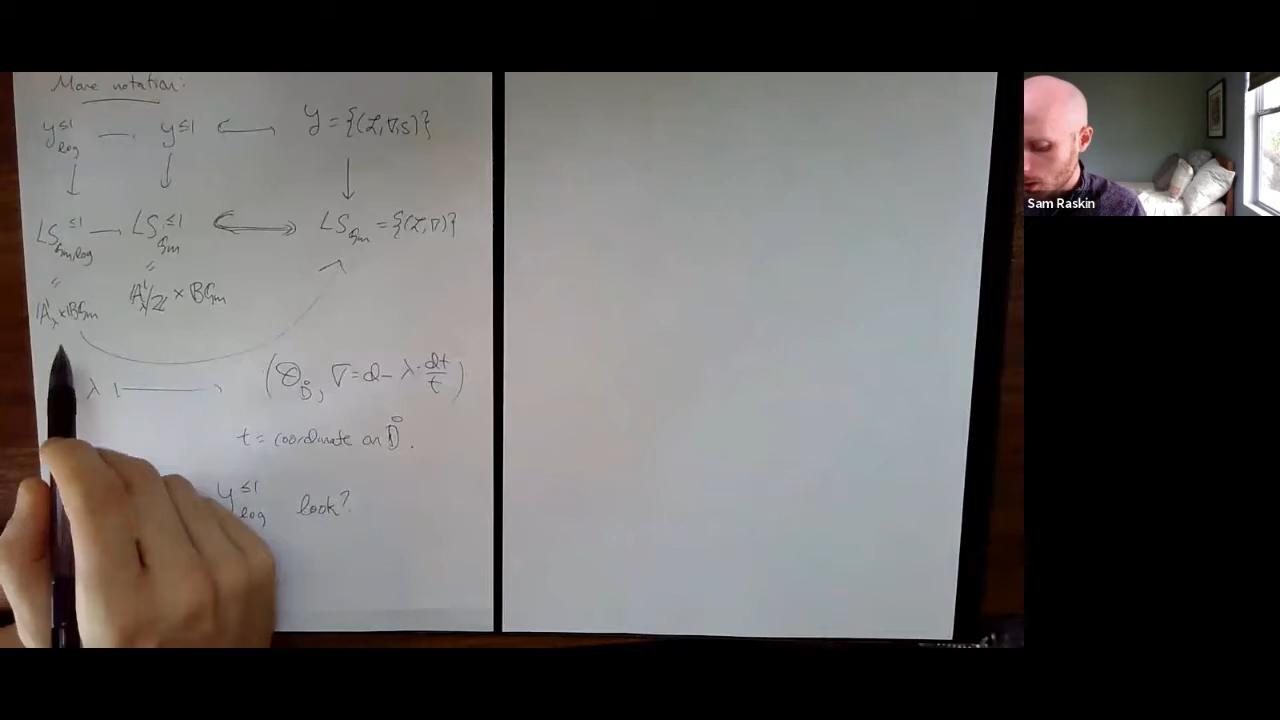 More notation:
Y^{≤1}_{log} — Y^{≤1} ↪ Y = {(L, ∇, s)}
↓ ↓ ↓
LS^{≤1}_{𝔾m, log} → LS^{≤1}_{𝔾m} ↪ LS_{𝔾m} = {(L, ∇)}
= =
𝔸^1_λ × 𝔹𝔾m 𝔸^1_λ/ℤ × 𝔹𝔾m
λ ↦ (𝒪_{D°}, ∇ = d - λ · dt/t)
t = coordinate on D°.
Y^{≤1}_{log} look?
Sam Raskin